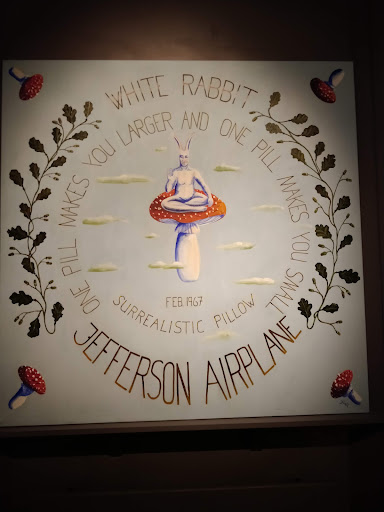 WHITE RABBIT
ONE PILL MAKES YOU LARGER AND ONE PILL MAKES YOU SMALL
FEB. 1967
SURREALISTIC PILLOW
JEFFERSON AIRPLANE